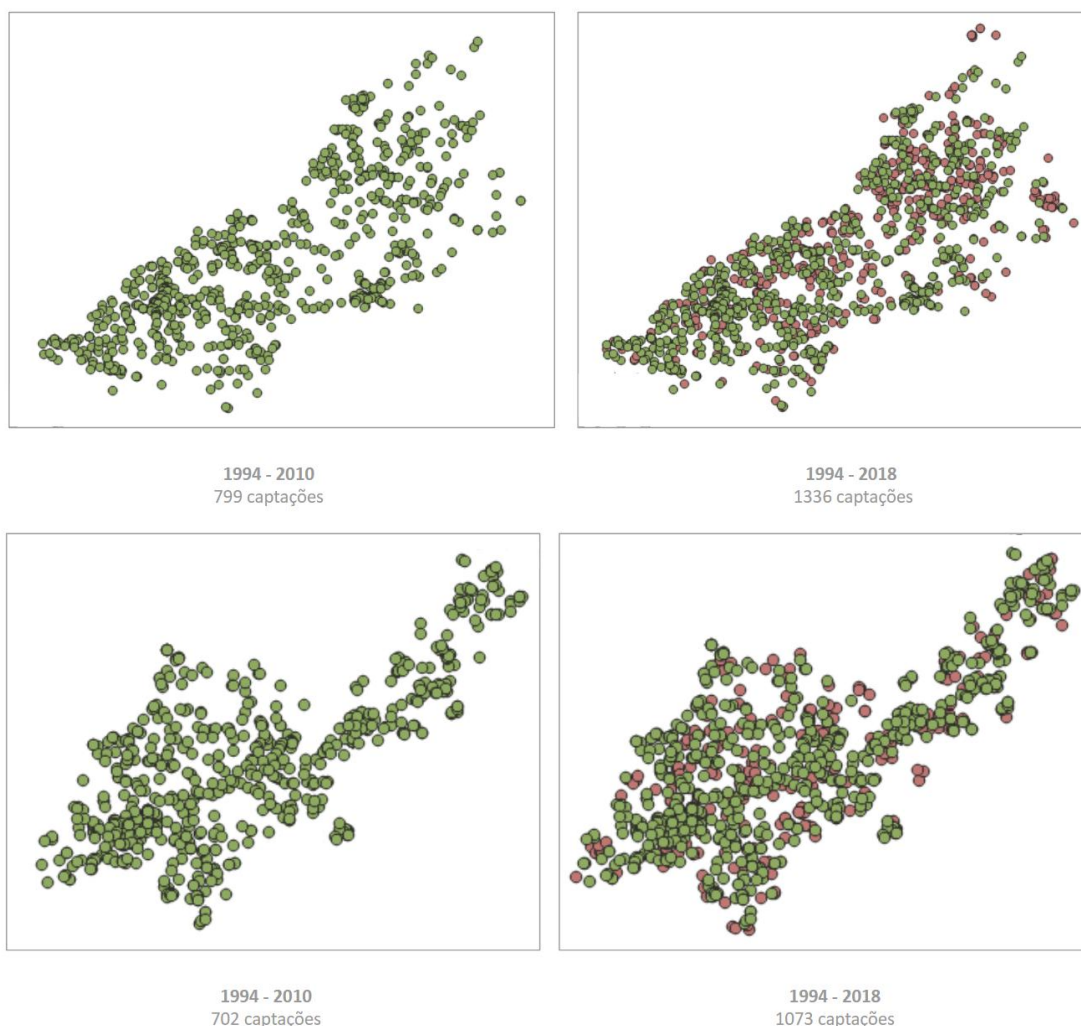 1994 - 2010
799 captações
1994 - 2018
1336 captações
1994 - 2010
702 captações
1994 - 2018
1073 captações